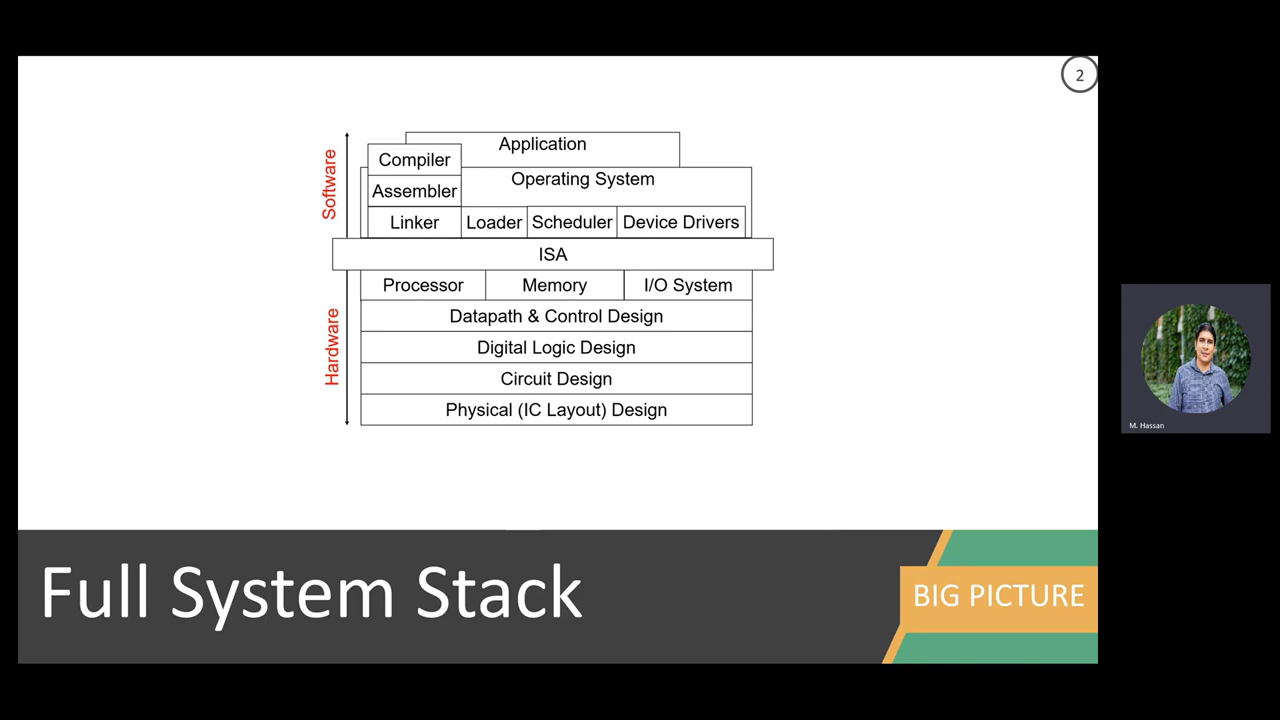 2
Software
Hardware
Application
Compiler
Operating System
Assembler
Linker
Loader
Scheduler
Device Drivers
ISA
Processor
Memory
I/O System
Datapath & Control Design
Digital Logic Design
Circuit Design
Physical (IC Layout) Design
M. Hassan
Full System Stack
BIG PICTURE